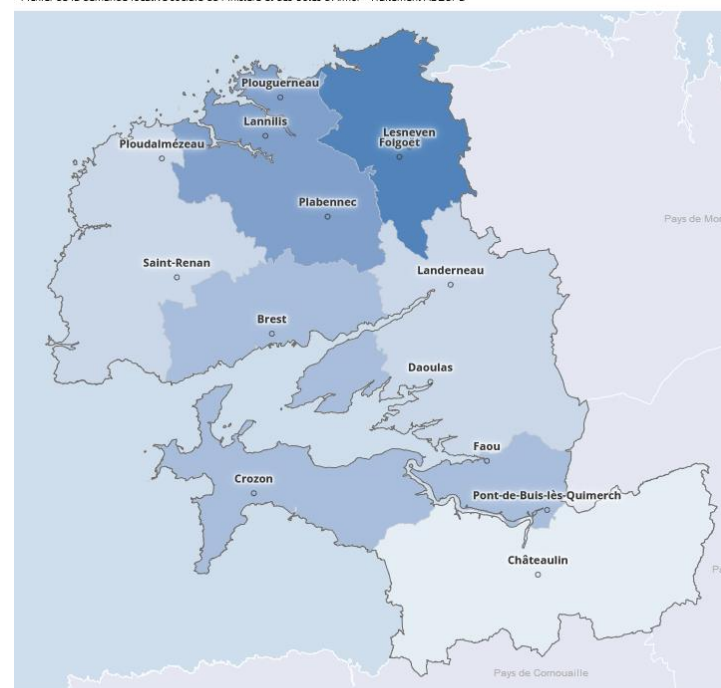 Plouguerneau
Lannilis
Lesneven
Folgoët
Ploudalmézeau
Plabennec
Pays de Mor
Saint-Renan
Landerneau
Brest
Daoulas
Faou
Crozon
Pont-de-Buis-lès-Quimerch
Châteaulin
Pays de Cornouaille